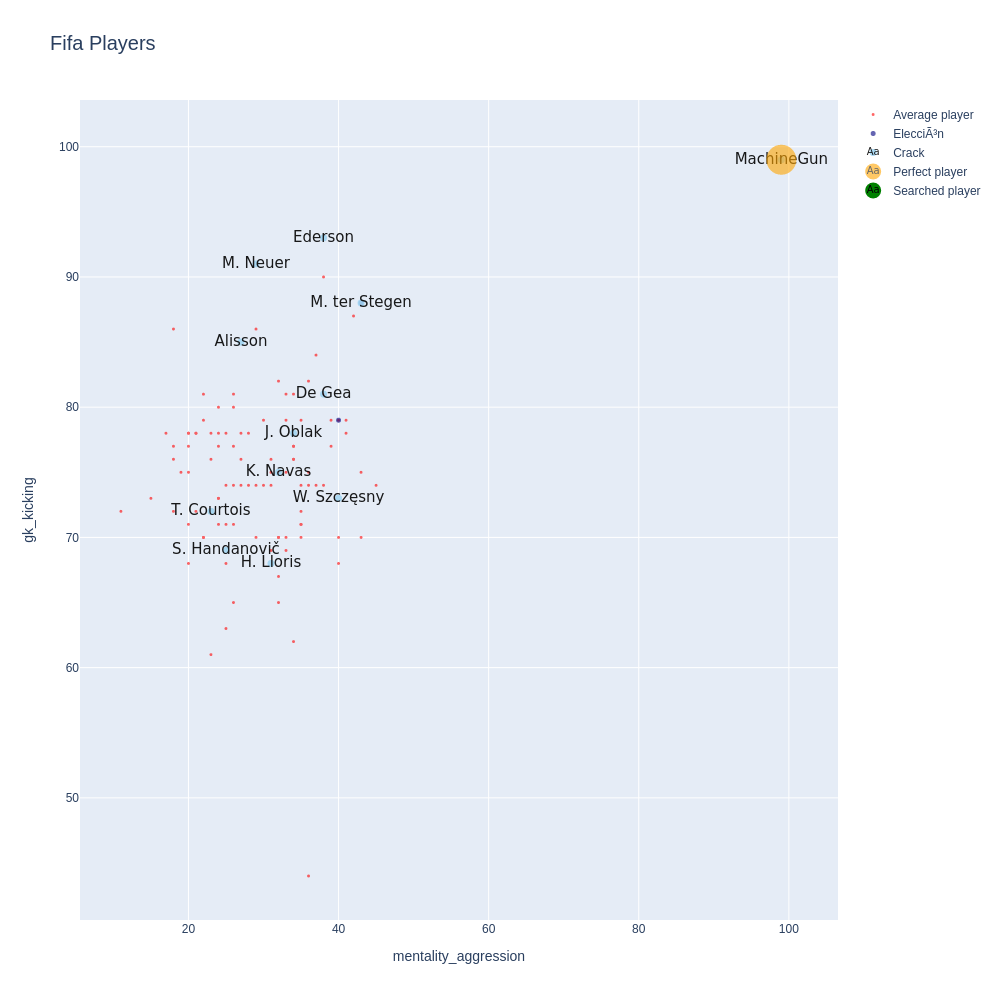 Fifa Players
Average player
ElecciÃ³n
Aa Crack
Aa Perfect player
Aa Searched player
MachineGun
Ederson
M. Neuer
M. ter Stegen
Alisson
De Gea
J. Oblak
K. Navas
W. Szczęsny
T. Courtois
S. Handanovič
H. Lloris
100
90
80
70
60
50
gk_kicking
20 40 60 80 100
mentality_aggression